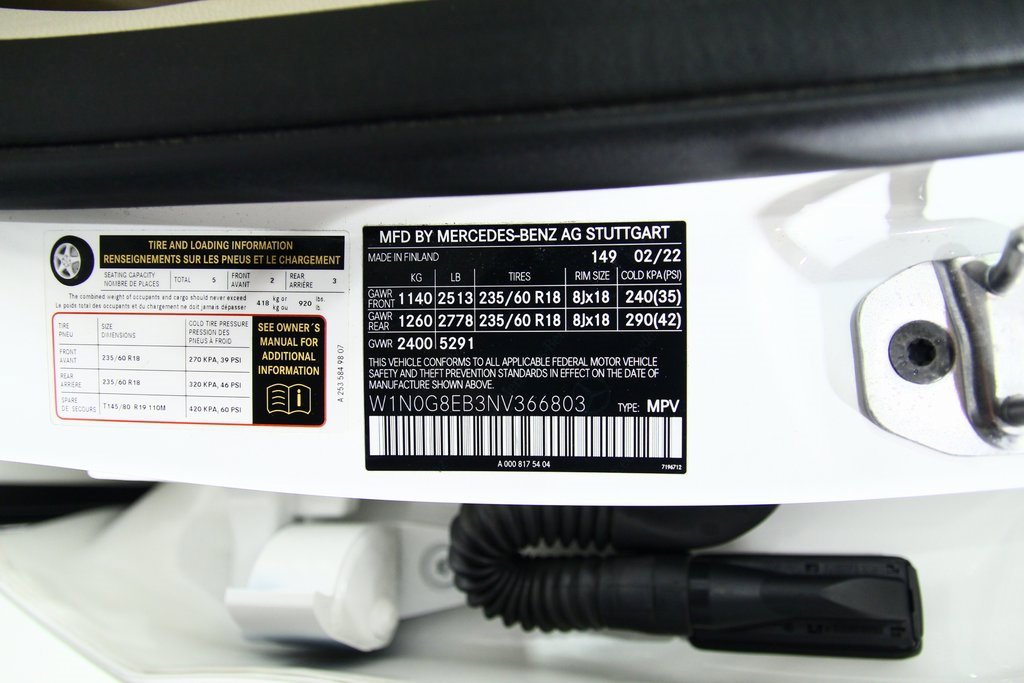 TIRE AND LOADING INFORMATION
RENSEIGNEMENTS SUR LES PNEUS ET LE CHARGEMENT
SEATING CAPACITY
NOMBRE DE PLACES
TOTAL 5
FRONT
AVANT
2
REAR
ARRIÈRE
3
The combined weight of occupants and cargo should never exceed
Le poids total des occupants et du chargement ne doit jamais dépasser
418 kg or
kg ou
920 lbs.
lb.
TIRE
PNEU
SIZE
DIMENSIONS
COLD TIRE PRESSURE
PRESSION DES
PNEUS À FROID
FRONT
AVANT
235/60 R18
270 KPA, 39 PSI
REAR
ARRIÈRE
235/60 R18
320 KPA, 46 PSI
SPARE
DE SECOURS
T145/80 R19 110M
420 KPA, 60 PSI
SEE OWNER´S
MANUAL FOR
ADDITIONAL
INFORMATION
A 253 584 98 07
MFD BY MERCEDES-BENZ AG STUTTGART
MADE IN FINLAND 149 02/22
KG LB TIRES RIM SIZE COLD KPA(PSI)
GAWR
FRONT
1140 2513 235/60 R18 8Jx18 240(35)
GAWR
REAR
1260 2778 235/60 R18 8Jx18 290(42)
GVWR 2400 5291
THIS VEHICLE CONFORMS TO ALL APPLICABLE FEDERAL MOTOR VEHICLE
SAFETY AND THEFT PREVENTION STANDARDS IN EFFECT ON THE DATE OF
MANUFACTURE SHOWN ABOVE.
W1N0G8EB3NV366803 TYPE: MPV
A 000 817 54 04
7196712